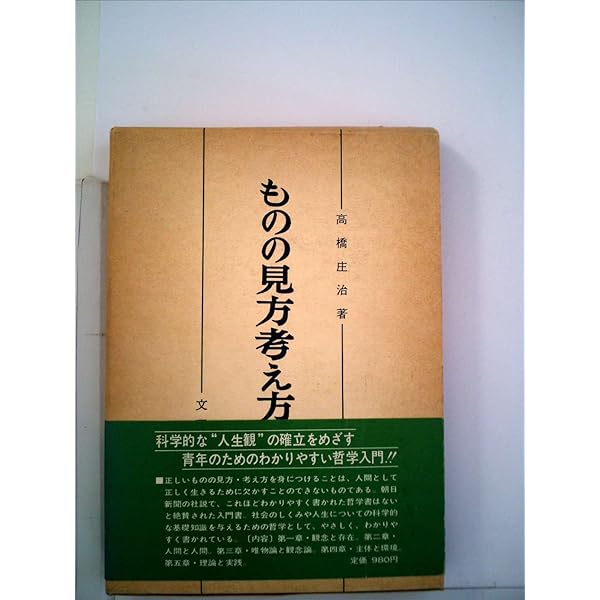 高橋庄治著
ものの見方考え方
文
科学的な“人生観”の確立をめざす
青年のためのわかりやすい哲学入門!!
■正しいものの見方・考え方を身につけることは、人間として
正しく生きるために欠かすことのできないものである。朝日
新聞の社説で、これほどわかりやすく書かれた哲学書はない
と絶賛された入門書。社会のしくみや人生についての科学的
な基礎知識を与えるための哲学として、やさしく、わかりや
すく書かれている。〔内容〕第一章・観念と存在。第二章・
人間と人間。第三章・唯物論と観念論。第四章・主体と環境。
第五章・理論と実践。
定価 980円